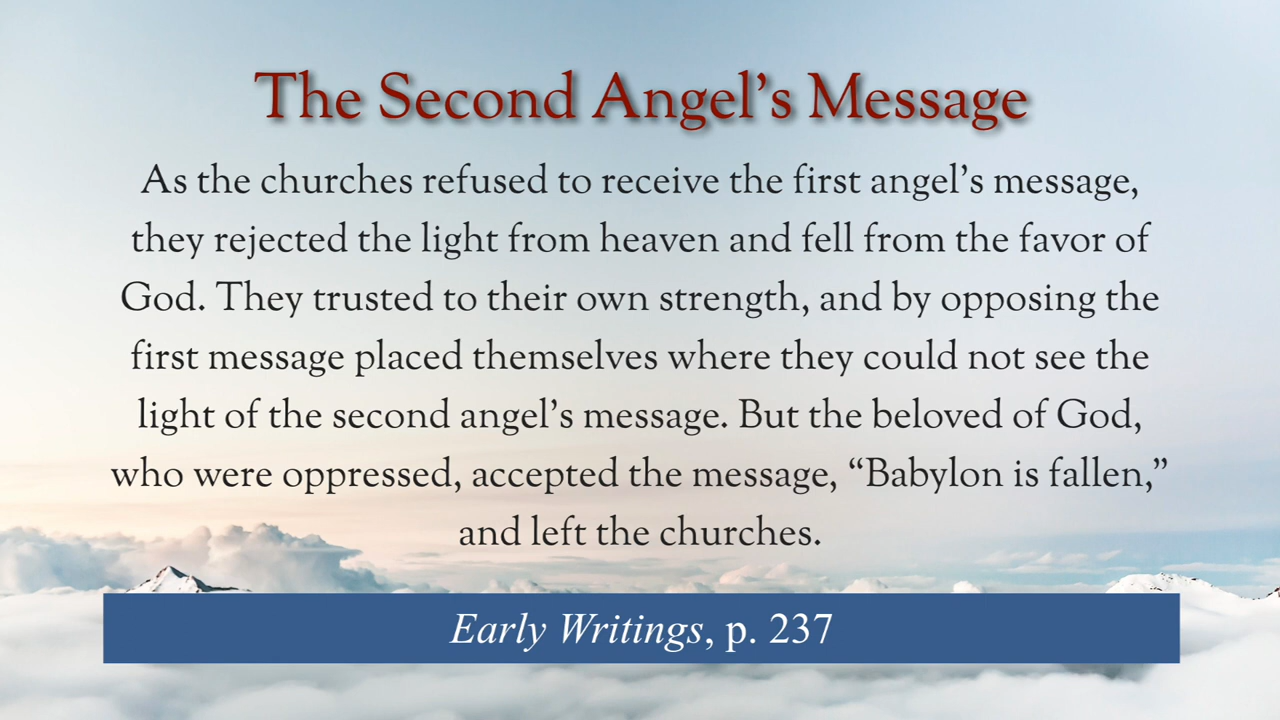 The Second Angel’s Message
As the churches refused to receive the first angel’s message,
they rejected the light from heaven and fell from the favor of
God. They trusted to their own strength, and by opposing the
first message placed themselves where they could not see the
light of the second angel’s message. But the beloved of God,
who were oppressed, accepted the message, “Babylon is fallen,”
and left the churches.
Early Writings, p. 237